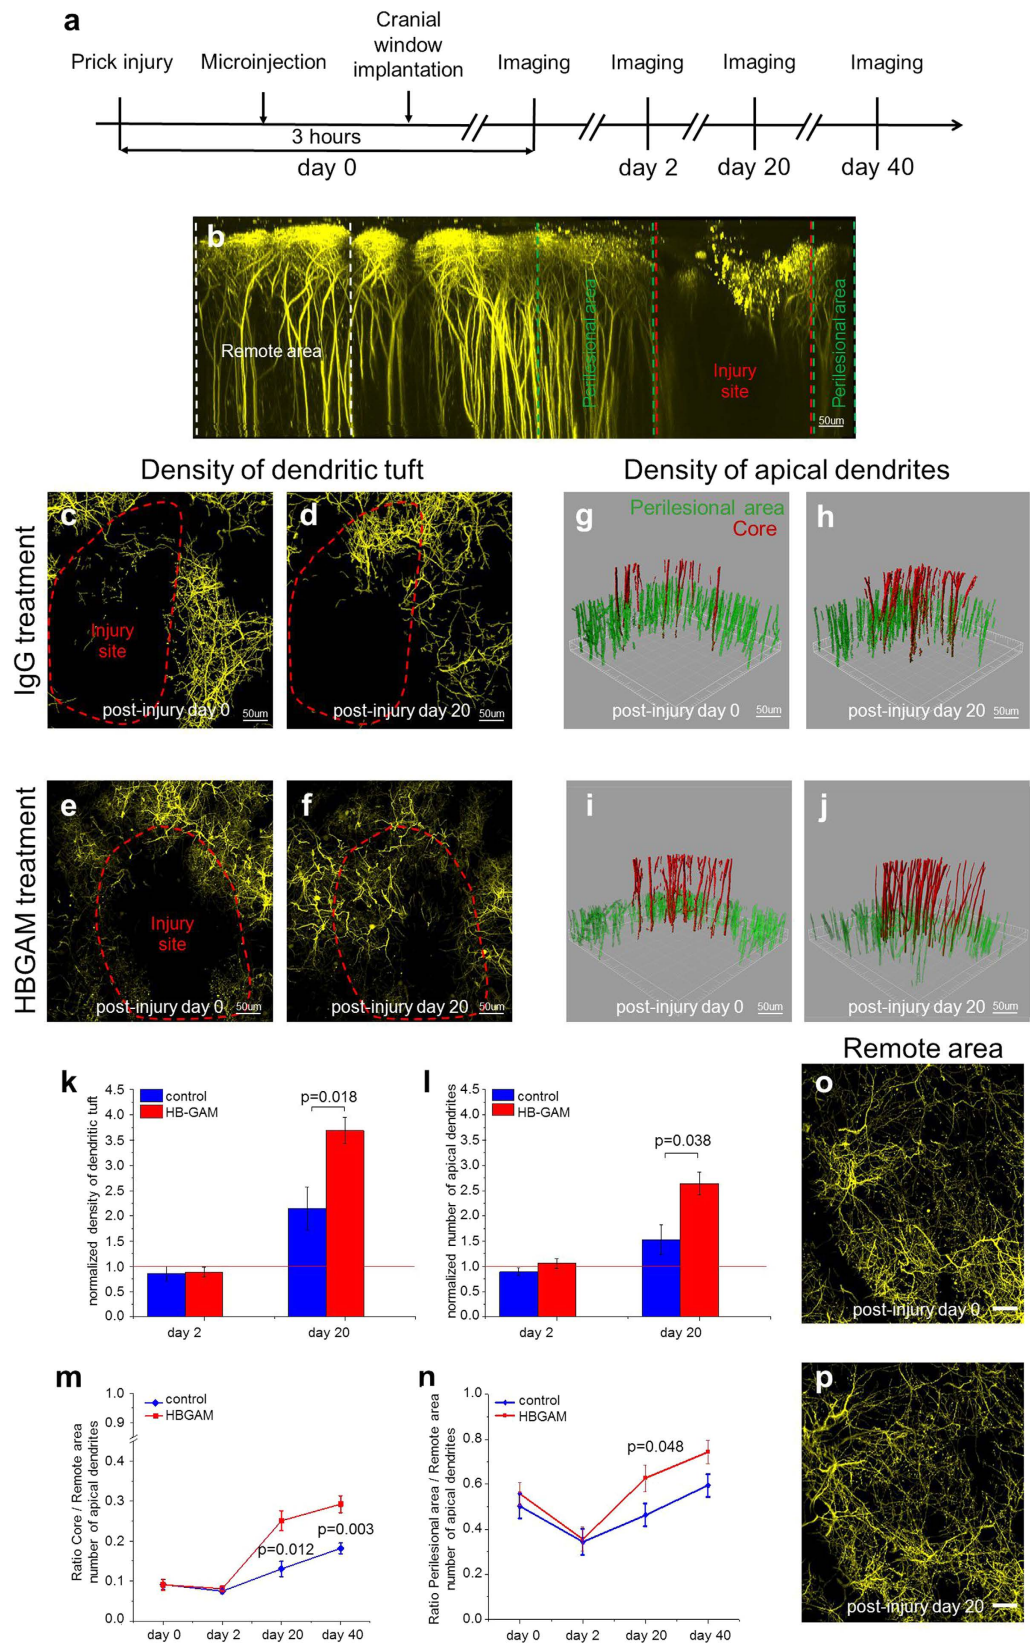 a
Prick injury
Microinjection
Cranial
window
implantation
Imaging
Imaging
Imaging
Imaging
3 hours
day 0
day 2
day 20
day 40
b
Remote area
Perilesional area
Injury
site
Perilesional area
50um
Density of dendritic tuft
Density of apical dendrites
IgG treatment
c
Injury
site
post-injury day 0
50um
d
post-injury day 20
50um
g
Perilesional area
Core
post-injury day 0
50um
h
post-injury day 20
50um
HBGAM treatment
e
Injury
site
post-injury day 0
50um
f
post-injury day 20
50um
i
post-injury day 0
50um
j
post-injury day 20
50um
k
control
HB-GAM
p=0.018
normalized density of dendritic tuft
4.5
4.0
3.5
3.0
2.5
2.0
1.5
1.0
0.5
0.0
day 2
day 20
l
control
HB-GAM
p=0.038
normalized number of apical dendrites
4.5
4.0
3.5
3.0
2.5
2.0
1.5
1.0
0.5
0.0
day 2
day 20
Remote area
o
post-injury day 0
m
control
HBGAM
Ratio Core / Remote area
number of apical dendrites
1.0
0.9
0.4
0.3
0.2
0.1
0.0
p=0.012
p=0.003
day 0
day 2
day 20
day 40
n
control
HBGAM
Ratio Perilesional area / Remote area
number of apical dendrites
1.0
0.8
0.6
0.4
0.2
0.0
p=0.048
day 0
day 2
day 20
day 40
p
post-injury day 20